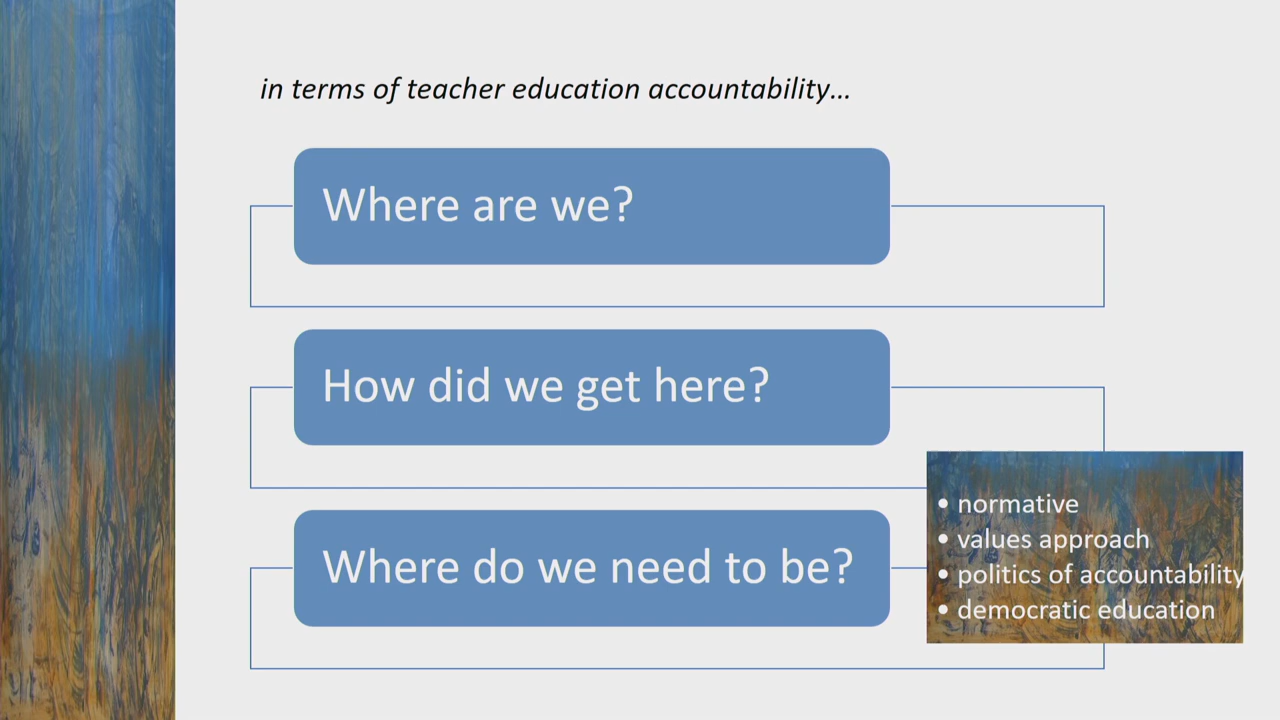 in terms of teacher education accountability...
Where are we?
How did we get here?
Where do we need to be?
• normative
• values approach
• politics of accountability
• democratic education